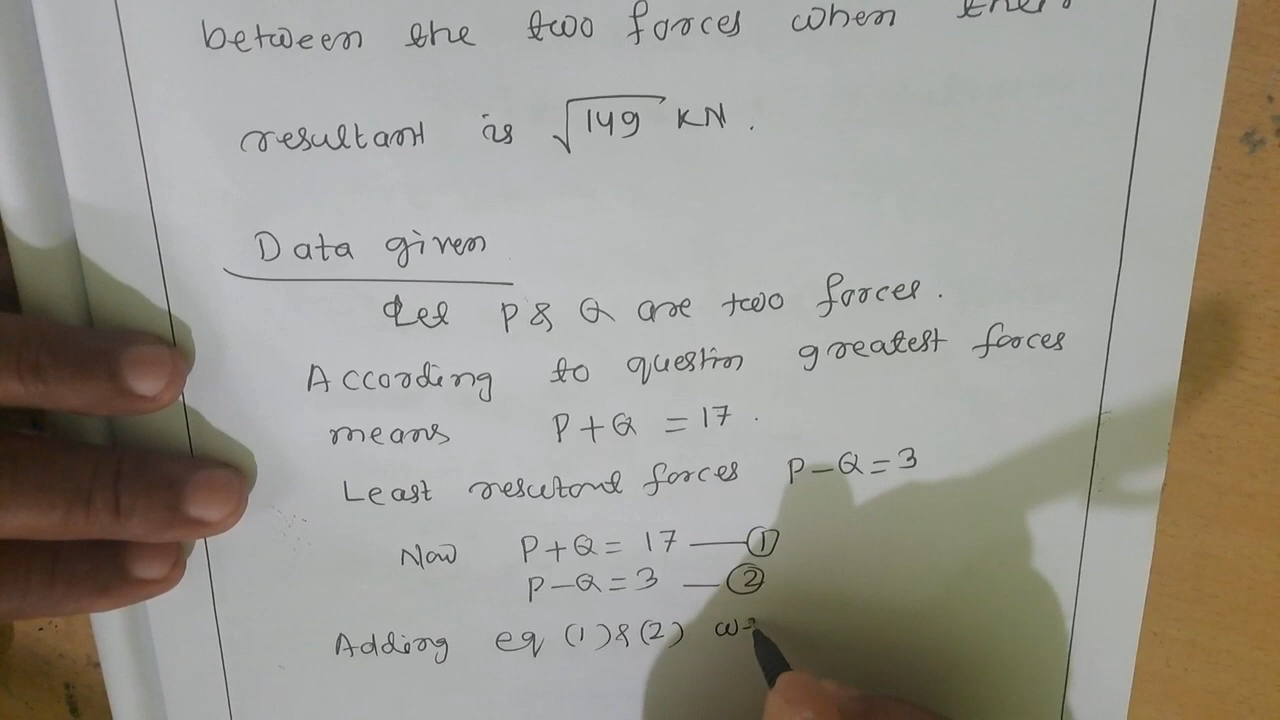 between the two forces when
resultant is √149 KN.
Data given
Let P & Q are two forces.
According to question greatest forces
means P+Q = 17.
Least resultant forces P-Q=3
Now P+Q= 17 — ①
P-Q=3 — ②
Adding eq (1)&(2)